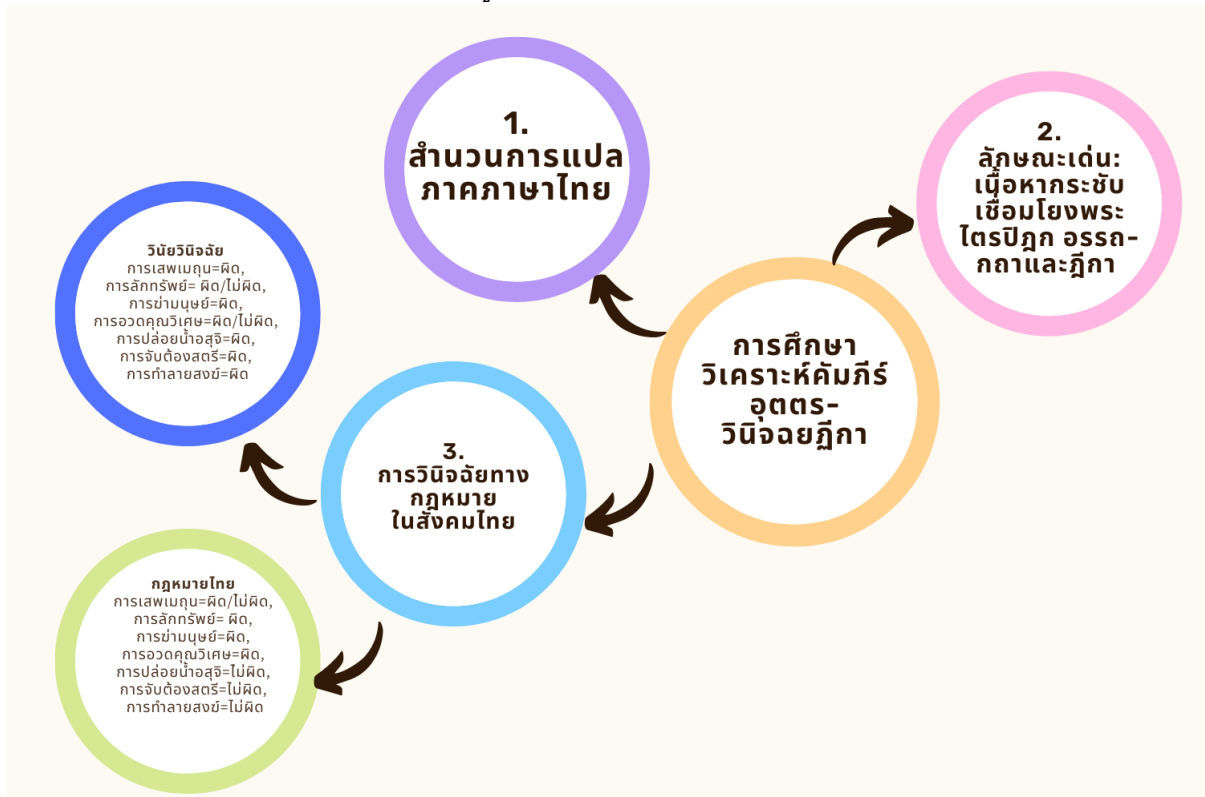 1.
สำนวนการแปล
ภาคภาษาไทย
2.
ลักษณะเด่น:
เนื้อหากระชับ
เชื่อมโยงพระ
ไตรปิฎก อรรถ-
กถาและฎีกา
การศึกษา
วิเคราะห์คัมภีร์
อุตตร-
วินิจฉยฏีกา
3.
การวินิจฉัยทาง
กฎหมาย
ในสังคมไทย
วินัยวินิจฉัย
การเสพเมถุน=ผิด,
การลักทรัพย์= ผิด/ไม่ผิด,
การฆ่ามนุษย์=ผิด,
การอวดคุณวิเศษ=ผิด/ไม่ผิด,
การปล่อยน้ำอสุจิ=ผิด,
การจับต้องสตรี=ผิด,
การทำลายสงฆ์=ผิด
กฎหมายไทย
การเสพเมถุน=ผิด/ไม่ผิด,
การลักทรัพย์= ผิด,
การฆ่ามนุษย์=ผิด,
การอวดคุณวิเศษ=ผิด,
การปล่อยน้ำอสุจิ=ไม่ผิด,
การจับต้องสตรี=ไม่ผิด,
การทำลายสงฆ์=ไม่ผิด